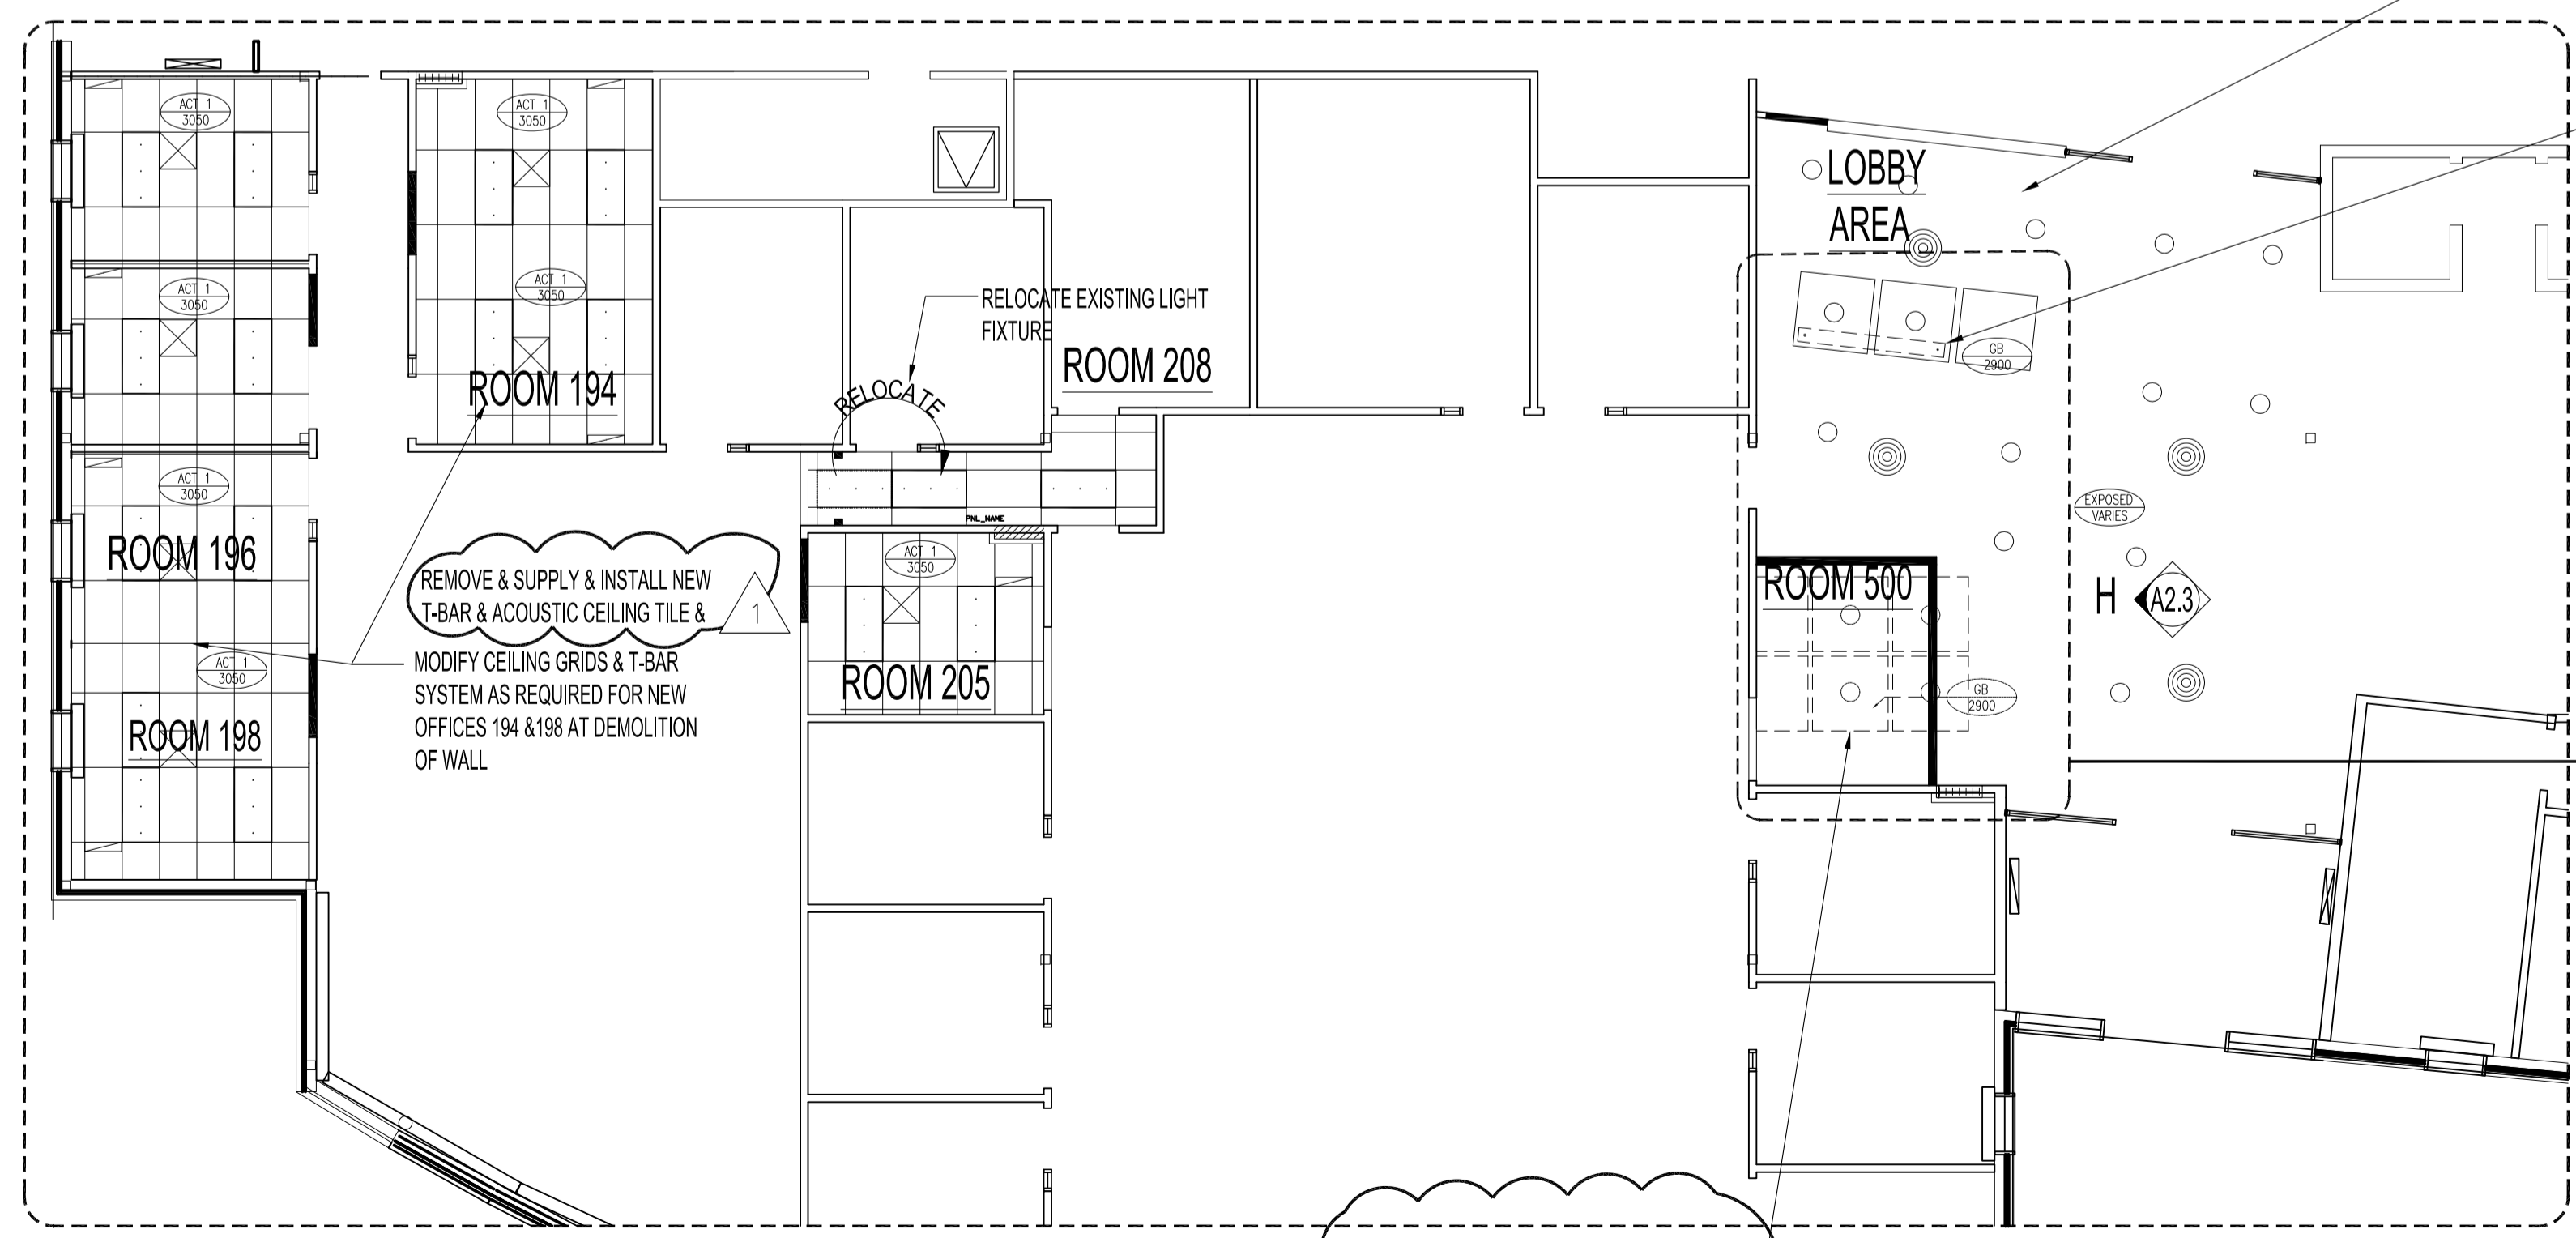 ACT 1
3050
ACT 1
3050
LOBBY
AREA
ACT 1
3050
ACT 1
3050
RELOCATE EXISTING LIGHT
FIXTURE
ROOM 194
RELOCATE
ROOM 208
GB
2900
ACT 1
3050
ROOM 196
EXPOSED
VARIES
PNL_NAME
REMOVE & SUPPLY & INSTALL NEW
T-BAR & ACOUSTIC CEILING TILE &
1
MODIFY CEILING GRIDS & T-BAR
SYSTEM AS REQUIRED FOR NEW
OFFICES 194 &198 AT DEMOLITION
OF WALL
ACT 1
3050
ROOM 205
ROOM 500
H
A2.3
ACT 1
3050
ROOM 198
GB
2900